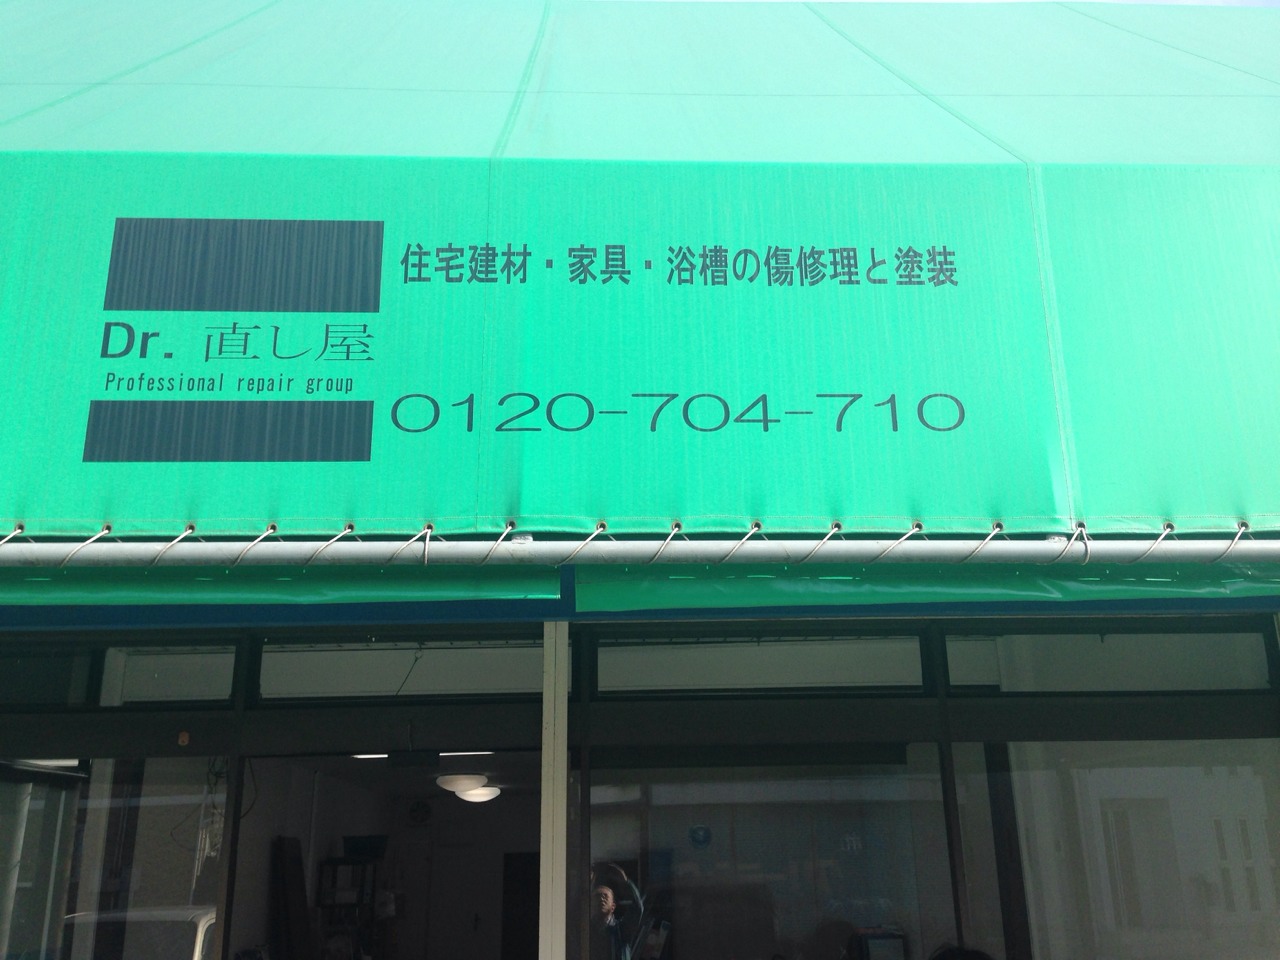 住宅建材・家具・浴槽の傷修理と塗装
Dr. 直し屋
Professional repair group
0120-704-710